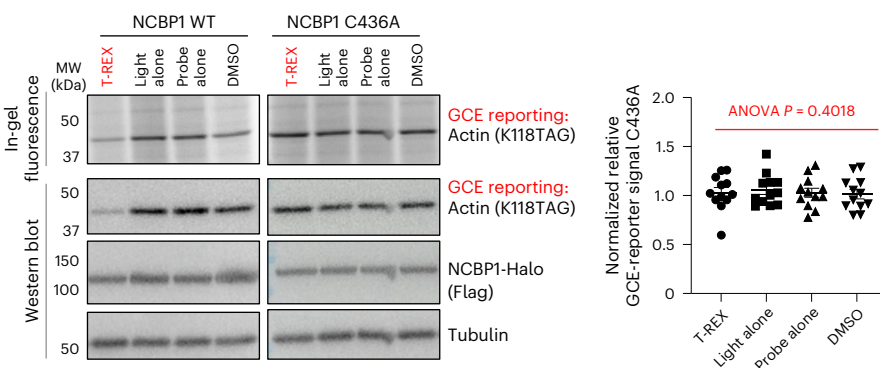 NCBP1 WT
NCBP1 C436A
MW
(kDa)
T-REX
Light
alone
Probe
alone
DMSO
T-REX
Light
alone
Probe
alone
DMSO
In-gel
fluorescence
50
37
GCE reporting:
Actin (K118TAG)
Western blot
50
37
GCE reporting:
Actin (K118TAG)
150
100
NCBP1-Halo
(Flag)
50
Tubulin
Normalized relative
GCE-reporter signal C436A
2.0
1.5
1.0
0.5
0
ANOVA P = 0.4018
T-REX
Light alone
Probe alone
DMSO